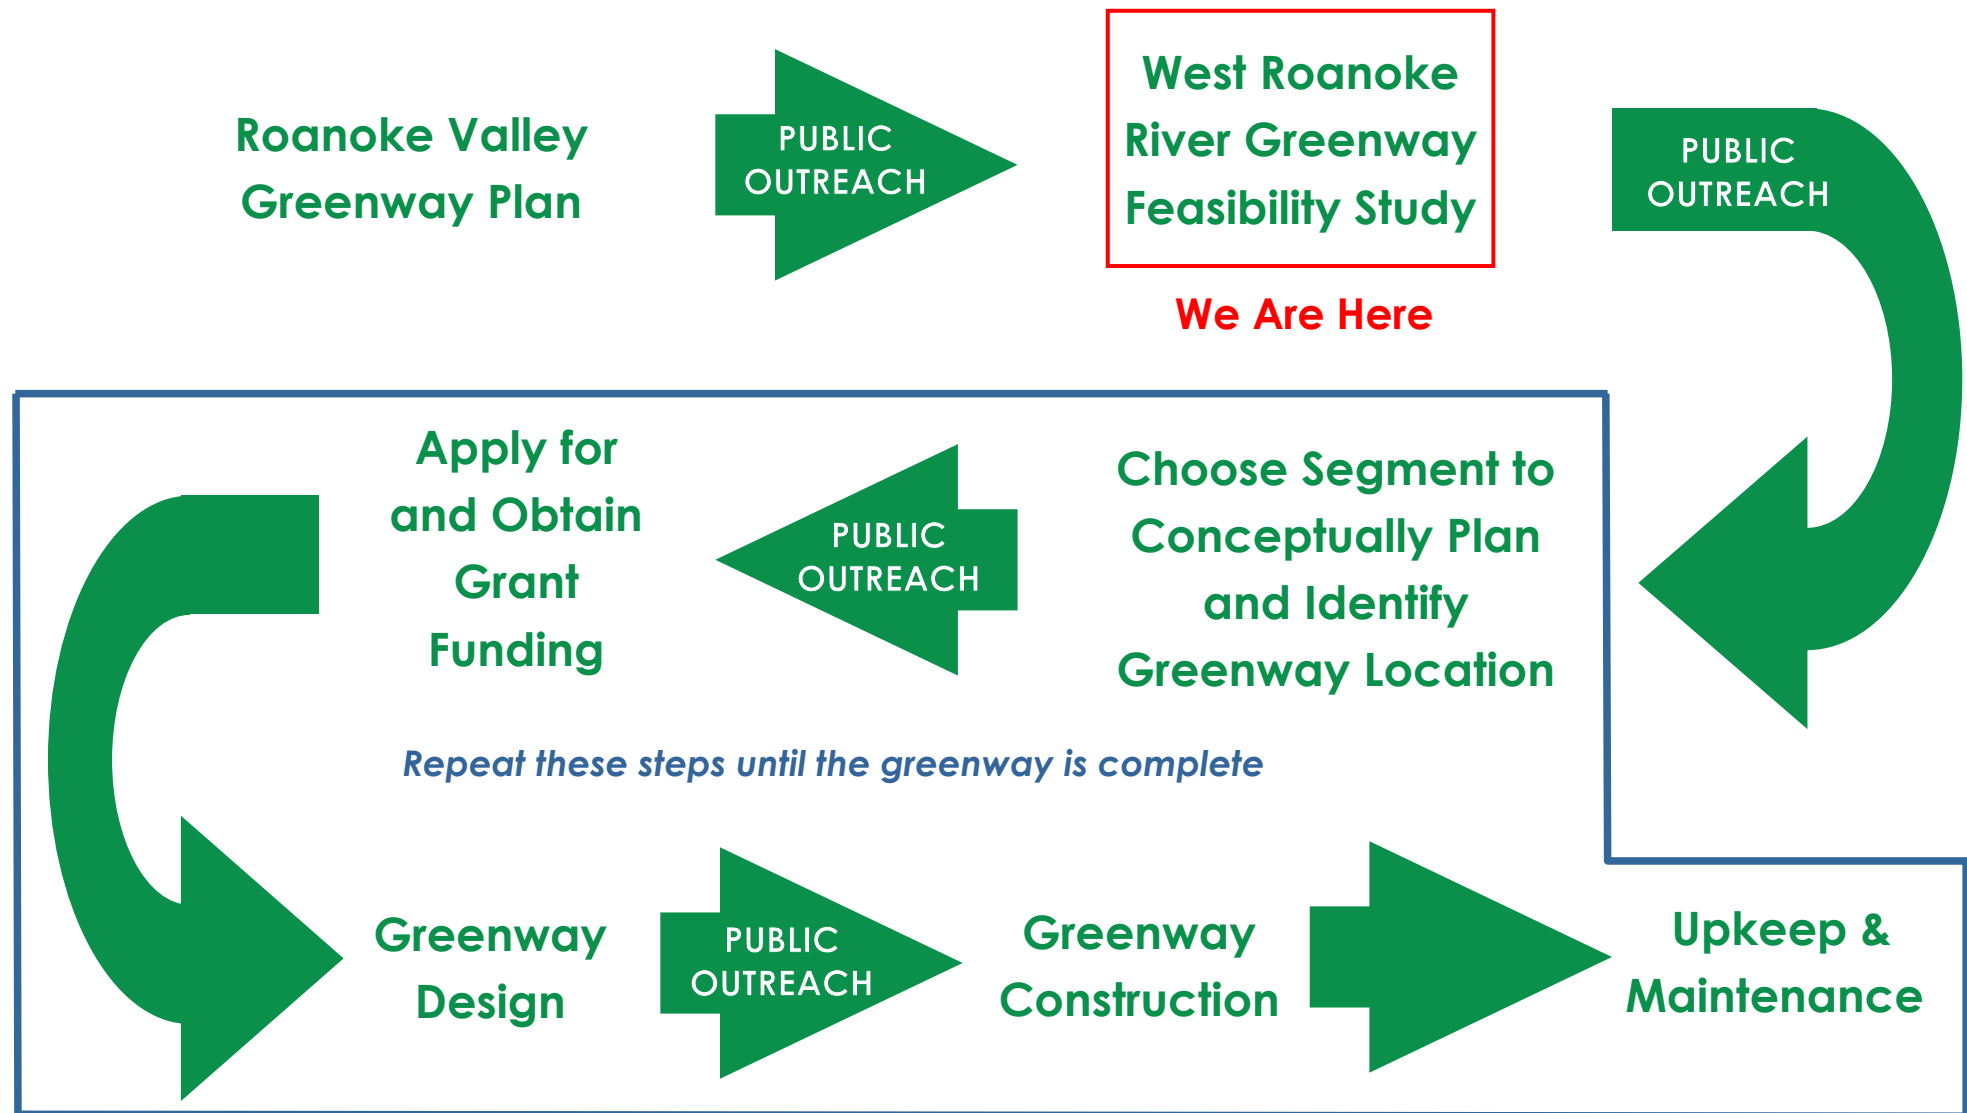 Roanoke Valley
Greenway Plan
PUBLIC
OUTREACH
West Roanoke
River Greenway
Feasibility Study
We Are Here
PUBLIC
OUTREACH
Choose Segment to
Conceptually Plan
and Identify
Greenway Location
PUBLIC
OUTREACH
Apply for
and Obtain
Grant
Funding
Repeat these steps until the greenway is complete
Greenway
Design
PUBLIC
OUTREACH
Greenway
Construction
Upkeep &
Maintenance